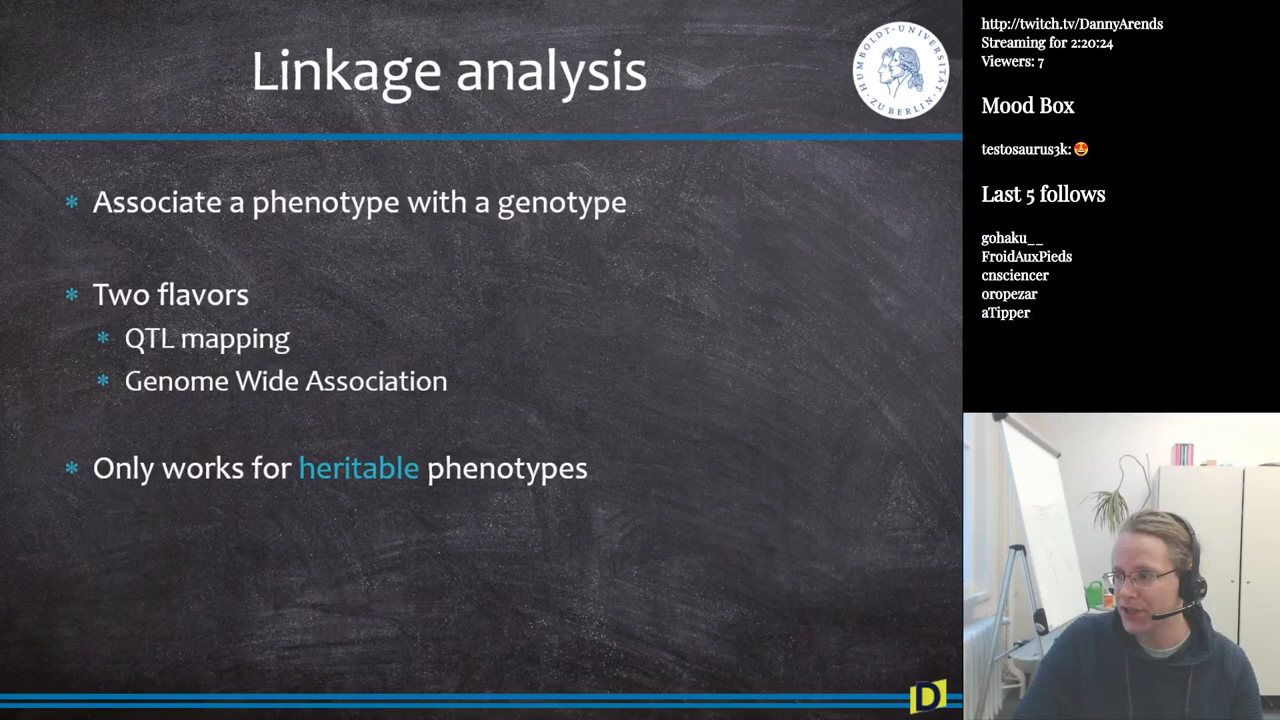 Linkage analysis
HUMBOLDT-UNIVERSITÄT
ZU BERLIN
* Associate a phenotype with a genotype
* Two flavors
* QTL mapping
* Genome Wide Association
* Only works for heritable phenotypes
D
http://twitch.tv/DannyArends
Streaming for 2:20:24
Viewers: 7
Mood Box
testosaurus3k:🤩
Last 5 follows
gohaku__
FroidAuxPieds
cnsciencer
oropezar
aTipper